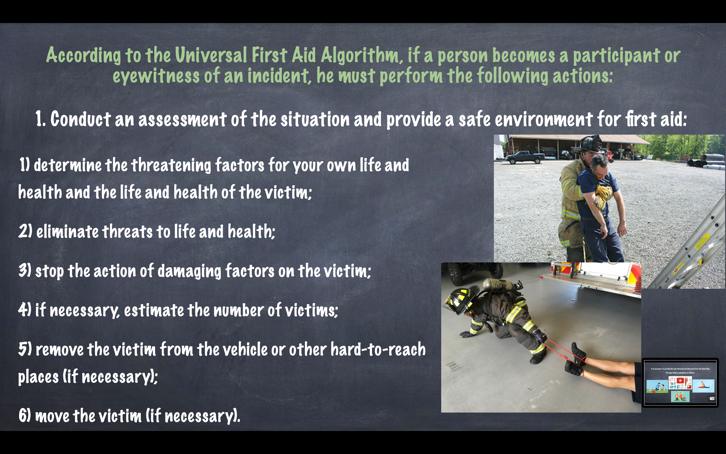 According to the Universal First Aid Algorithm, if a person becomes a participant or
eyewitness of an incident, he must perform the following actions:
1. Conduct an assessment of the situation and provide a safe environment for first aid:
1) determine the threatening factors for your own life and
health and the life and health of the victim;
2) eliminate threats to life and health;
3) stop the action of damaging factors on the victim;
4) if necessary, estimate the number of victims;
5) remove the victim from the vehicle or other hard-to-reach
places (if necessary);
6) move the victim (if necessary).